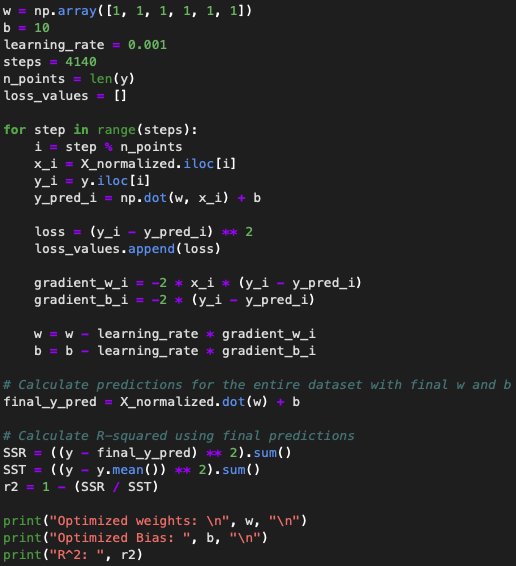 w = np.array([1, 1, 1, 1, 1, 1])
b = 10
learning_rate = 0.001
steps = 4140
n_points = len(y)
loss_values = []

for step in range(steps):
    i = step % n_points
    x_i = X_normalized.iloc[i]
    y_i = y.iloc[i]
    y_pred_i = np.dot(w, x_i) + b

    loss = (y_i - y_pred_i) ** 2
    loss_values.append(loss)

    gradient_w_i = -2 * x_i * (y_i - y_pred_i)
    gradient_b_i = -2 * (y_i - y_pred_i)

    w = w - learning_rate * gradient_w_i
    b = b - learning_rate * gradient_b_i

# Calculate predictions for the entire dataset with final w and b
final_y_pred = X_normalized.dot(w) + b

# Calculate R-squared using final predictions
SSR = ((y - final_y_pred) ** 2).sum()
SST = ((y - y.mean()) ** 2).sum()
r2 = 1 - (SSR / SST)

print("Optimized weights: \n", w, "\n")
print("Optimized Bias: ", b, "\n")
print("R^2: ", r2)